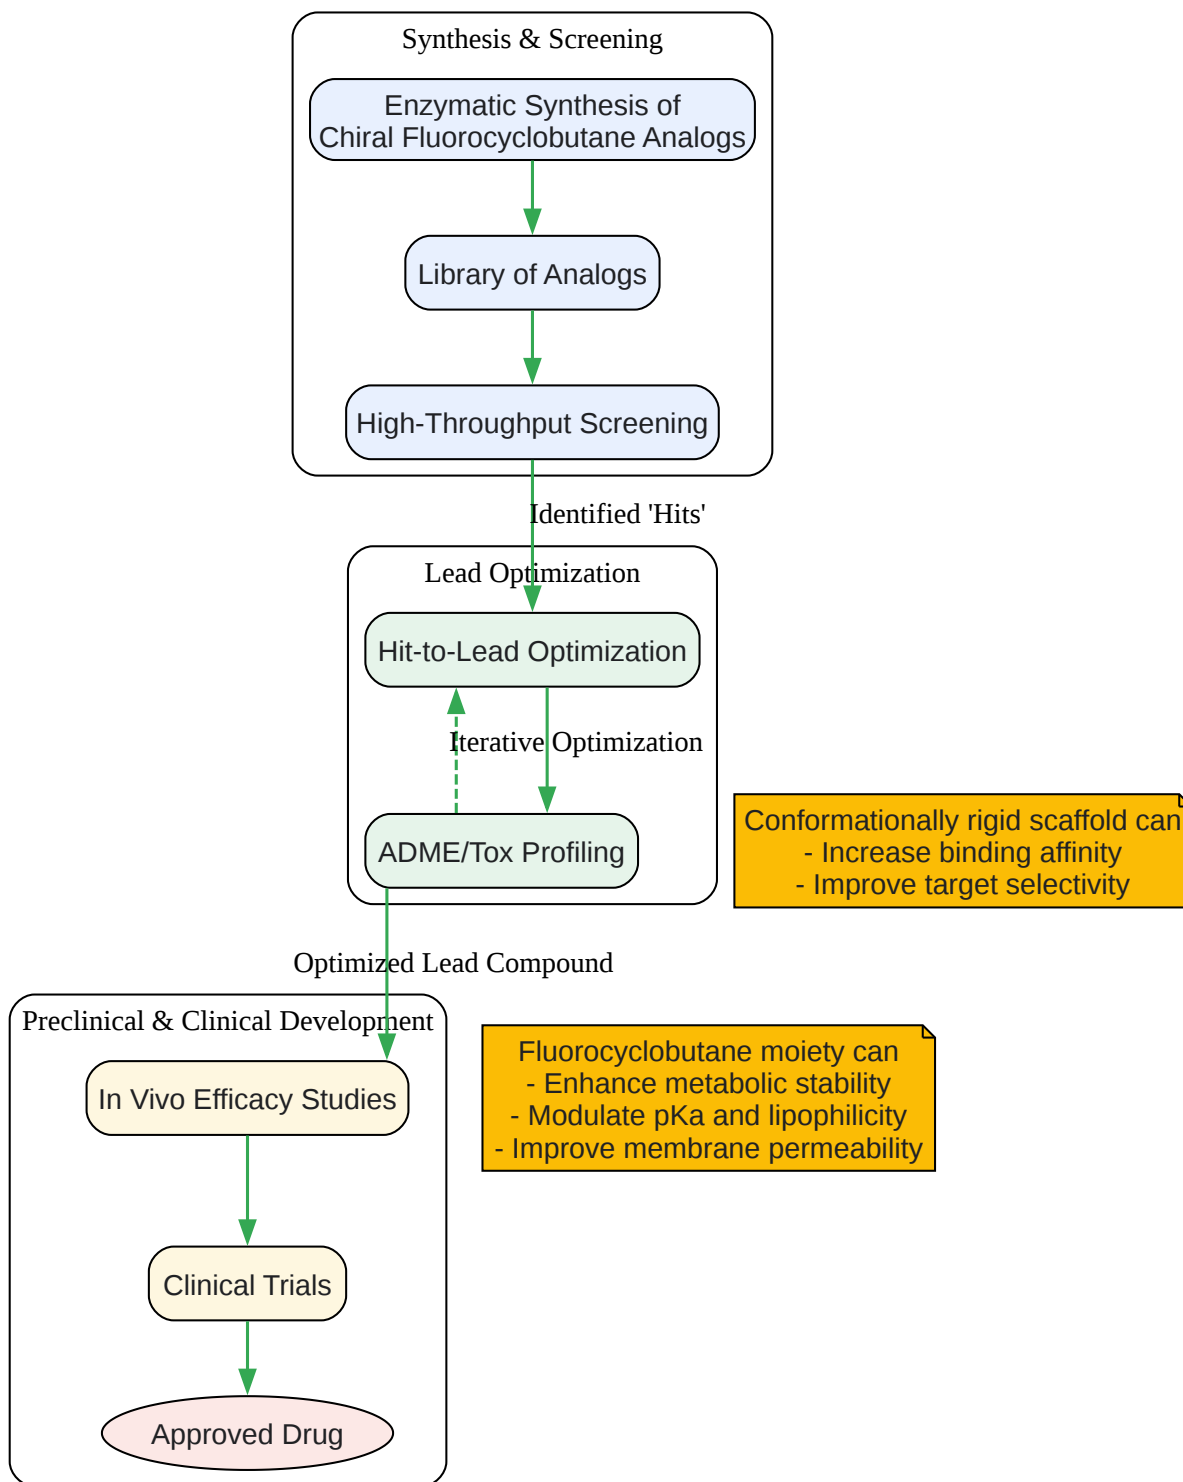 Synthesis & Screening
Enzymatic Synthesis of
Chiral Fluorocyclobutane Analogs
Library of Analogs
High-Throughput Screening
Identified 'Hits'
Lead Optimization
Hit-to-Lead Optimization
Iterative Optimization
ADME/Tox Profiling
Conformationally rigid scaffold can
- Increase binding affinity
- Improve target selectivity
Optimized Lead Compound
Preclinical & Clinical Development
In Vivo Efficacy Studies
Fluorocyclobutane moiety can
- Enhance metabolic stability
- Modulate pKa and lipophilicity
- Improve membrane permeability
Clinical Trials
Approved Drug